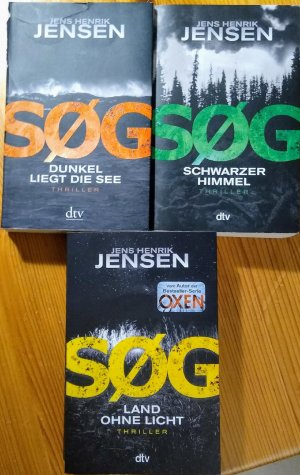 JENS HENRIK
JENSEN
SØG
DUNKEL
LIEGT DIE SEE
THRILLER
dtv
JENS HENRIK
JENSEN
SØG
SCHWARZER
HIMMEL
THRILLER
dtv
JENS HENRIK
JENSEN
Vom Autor der
Bestseller-Serie
OXEN
SØG
LAND
OHNE LICHT
THRILLER
dtv